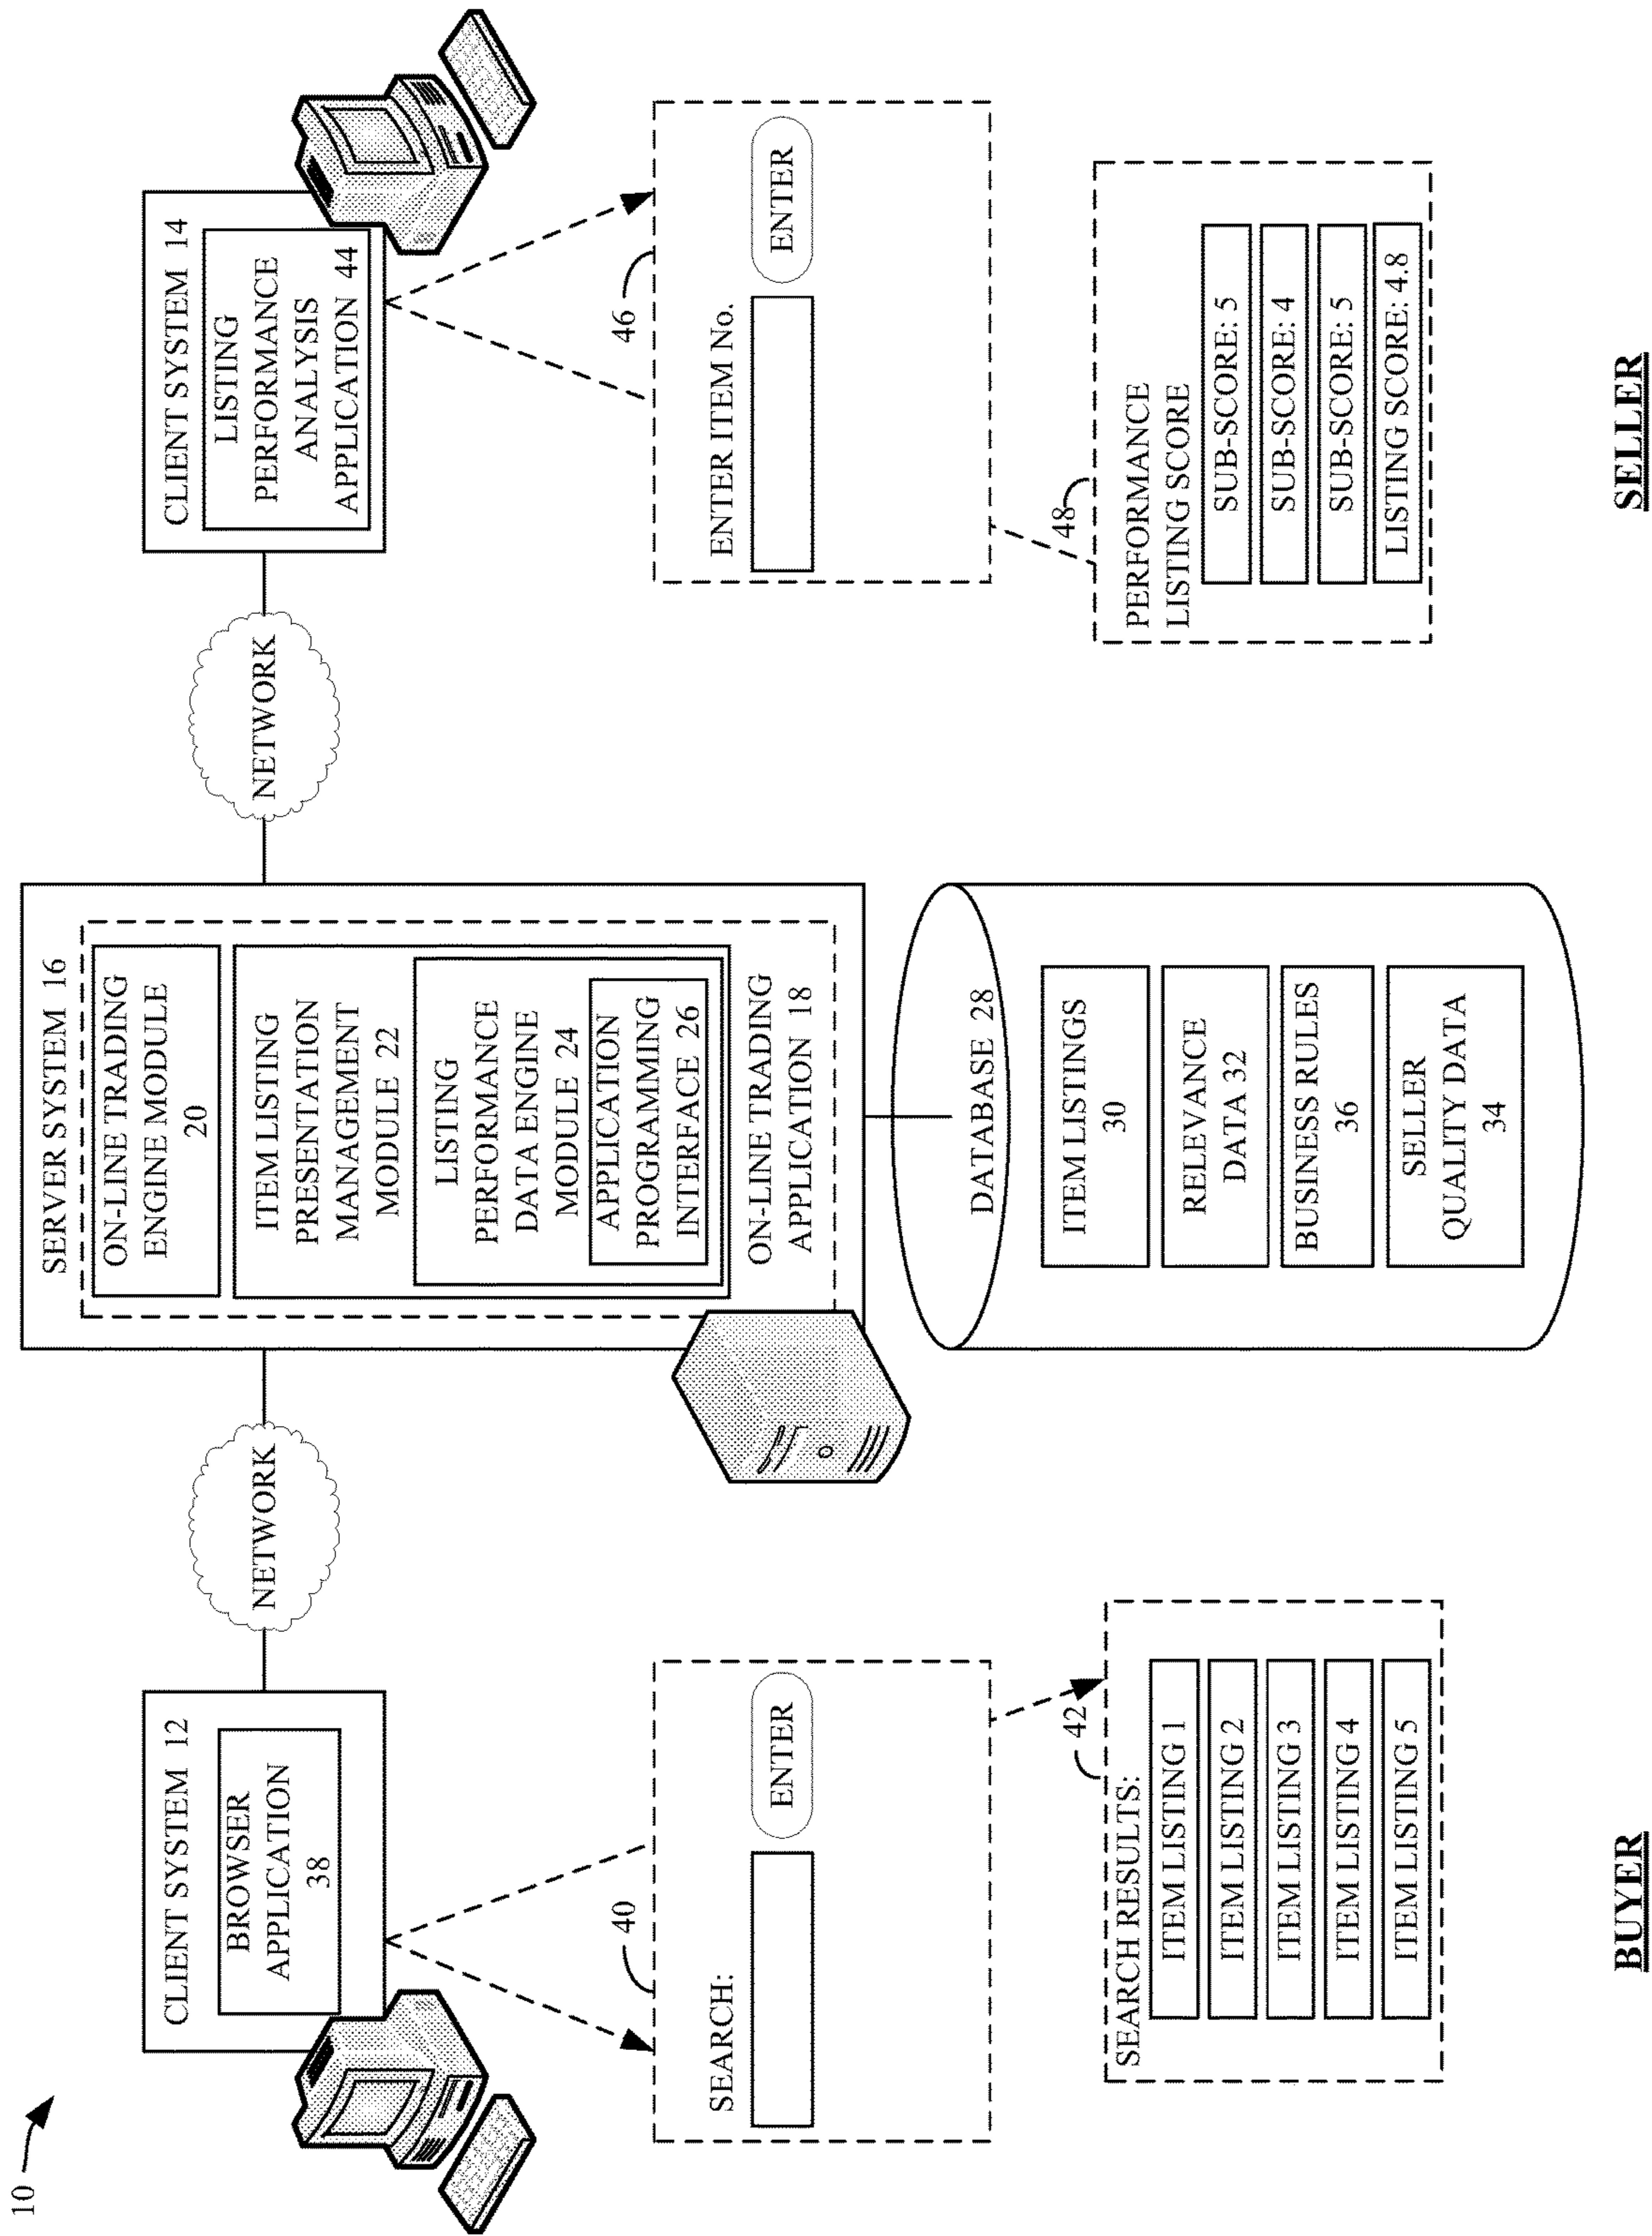 10
CLIENT SYSTEM 12
BROWSER
APPLICATION
38
NETWORK
SERVER SYSTEM 16
ON-LINE TRADING
ENGINE MODULE
20
ITEM LISTING
PRESENTATION
MANAGEMENT
MODULE 22
LISTING
PERFORMANCE
DATA ENGINE
MODULE 24
APPLICATION
PROGRAMMING
INTERFACE 26
ON-LINE TRADING
APPLICATION 18
NETWORK
CLIENT SYSTEM 14
LISTING
PERFORMANCE
ANALYSIS
APPLICATION 44
40
SEARCH:
ENTER
42
SEARCH RESULTS:
ITEM LISTING 1
ITEM LISTING 2
ITEM LISTING 3
ITEM LISTING 4
ITEM LISTING 5
DATABASE 28
ITEM LISTINGS
30
RELEVANCE
DATA 32
BUSINESS RULES
36
SELLER
QUALITY DATA
34
46
ENTER ITEM No.
ENTER
48
PERFORMANCE
LISTING SCORE
SUB-SCORE: 5
SUB-SCORE: 4
SUB-SCORE: 5
LISTING SCORE: 4.8
BUYER
SELLER